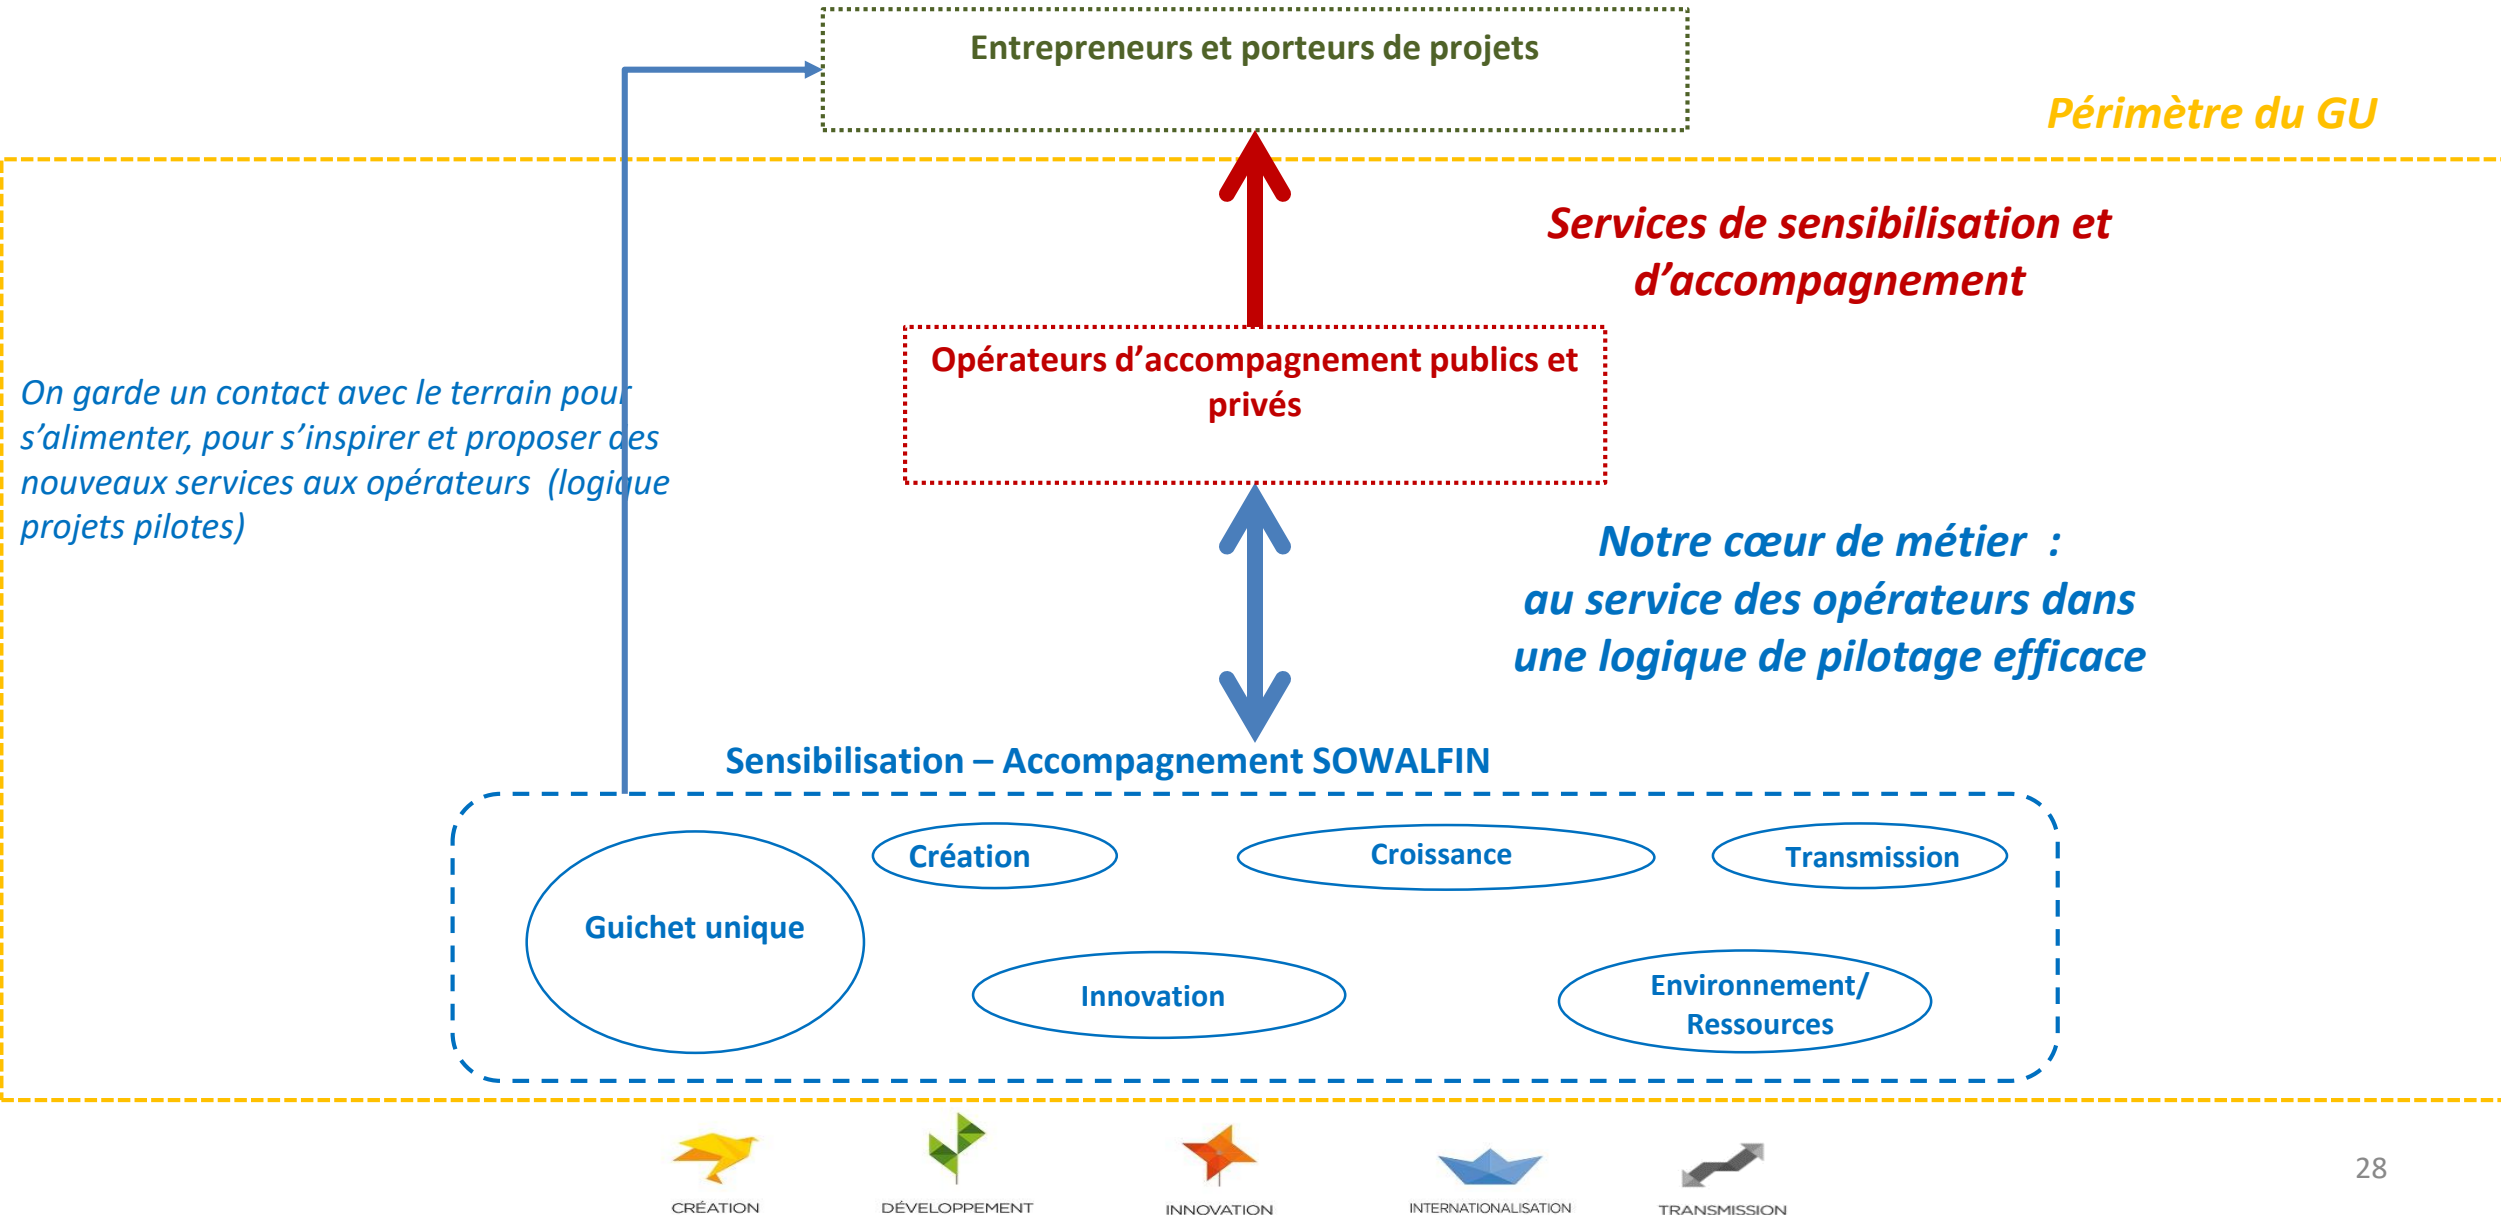 Entrepreneurs et porteurs de projets
Périmètre du GU
Services de sensibilisation et
d’accompagnement
Opérateurs d’accompagnement publics et
privés
On garde un contact avec le terrain pour
s’alimenter, pour s’inspirer et proposer des
nouveaux services aux opérateurs (logique
projets pilotes)
Notre cœur de métier :
au service des opérateurs dans
une logique de pilotage efficace
Sensibilisation – Accompagnement SOWALFIN
Création
Croissance
Transmission
Guichet unique
Innovation
Environnement/
Ressources
CRÉATION
DÉVELOPPEMENT
INNOVATION
INTERNATIONALISATION
TRANSMISSION
28